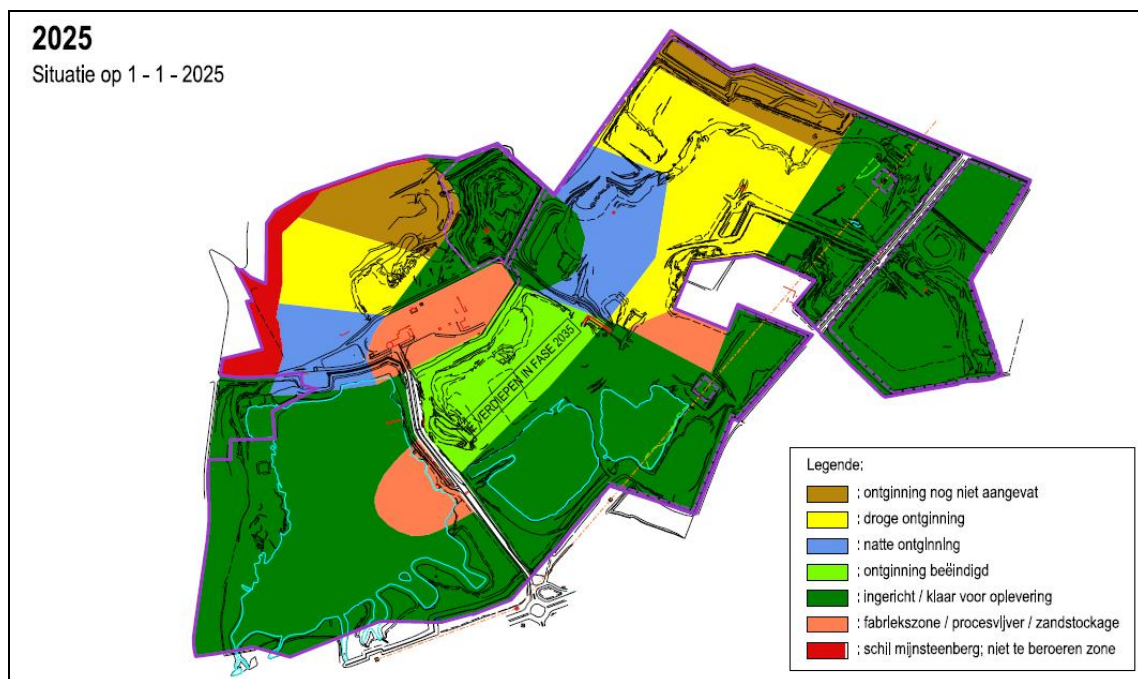 2025
Situatie op 1 - 1 - 2025
VERDIEPEN IN FASE 2035
Legende:
: ontginning nog niet aangevat
: droge ontginning
: natte ontginning
: ontginning beëindigd
: ingericht / klaar voor oplevering
: fabriekszone / procesvijver / zandstockage
: schil mijnsteenberg; niet te beroeren zone